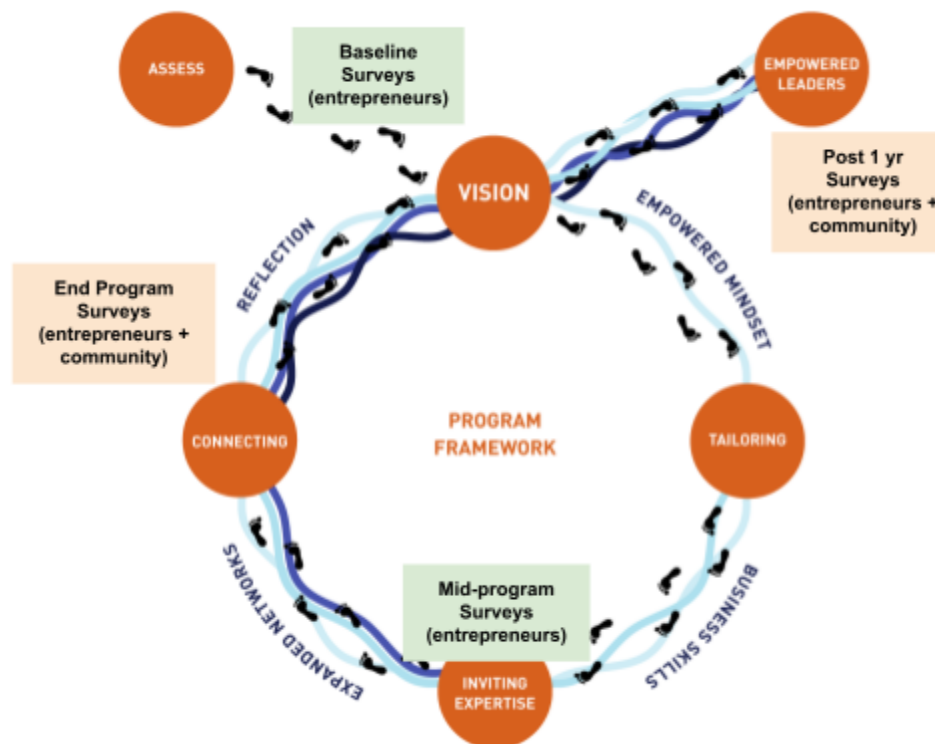 ASSESS
Baseline
Surveys
(entrepreneurs)
EMPOWERED
LEADERS
VISION
Post 1 yr
Surveys
(entrepreneurs +
community)
REFLECTION
EMPOWERED MINDSET
End Program
Surveys
(entrepreneurs +
community)
CONNECTING
PROGRAM
FRAMEWORK
TAILORING
EXPANDED NETWORKS
Mid-program
Surveys
(entrepreneurs)
BUSINESS SKILLS
INVITING
EXPERTISE